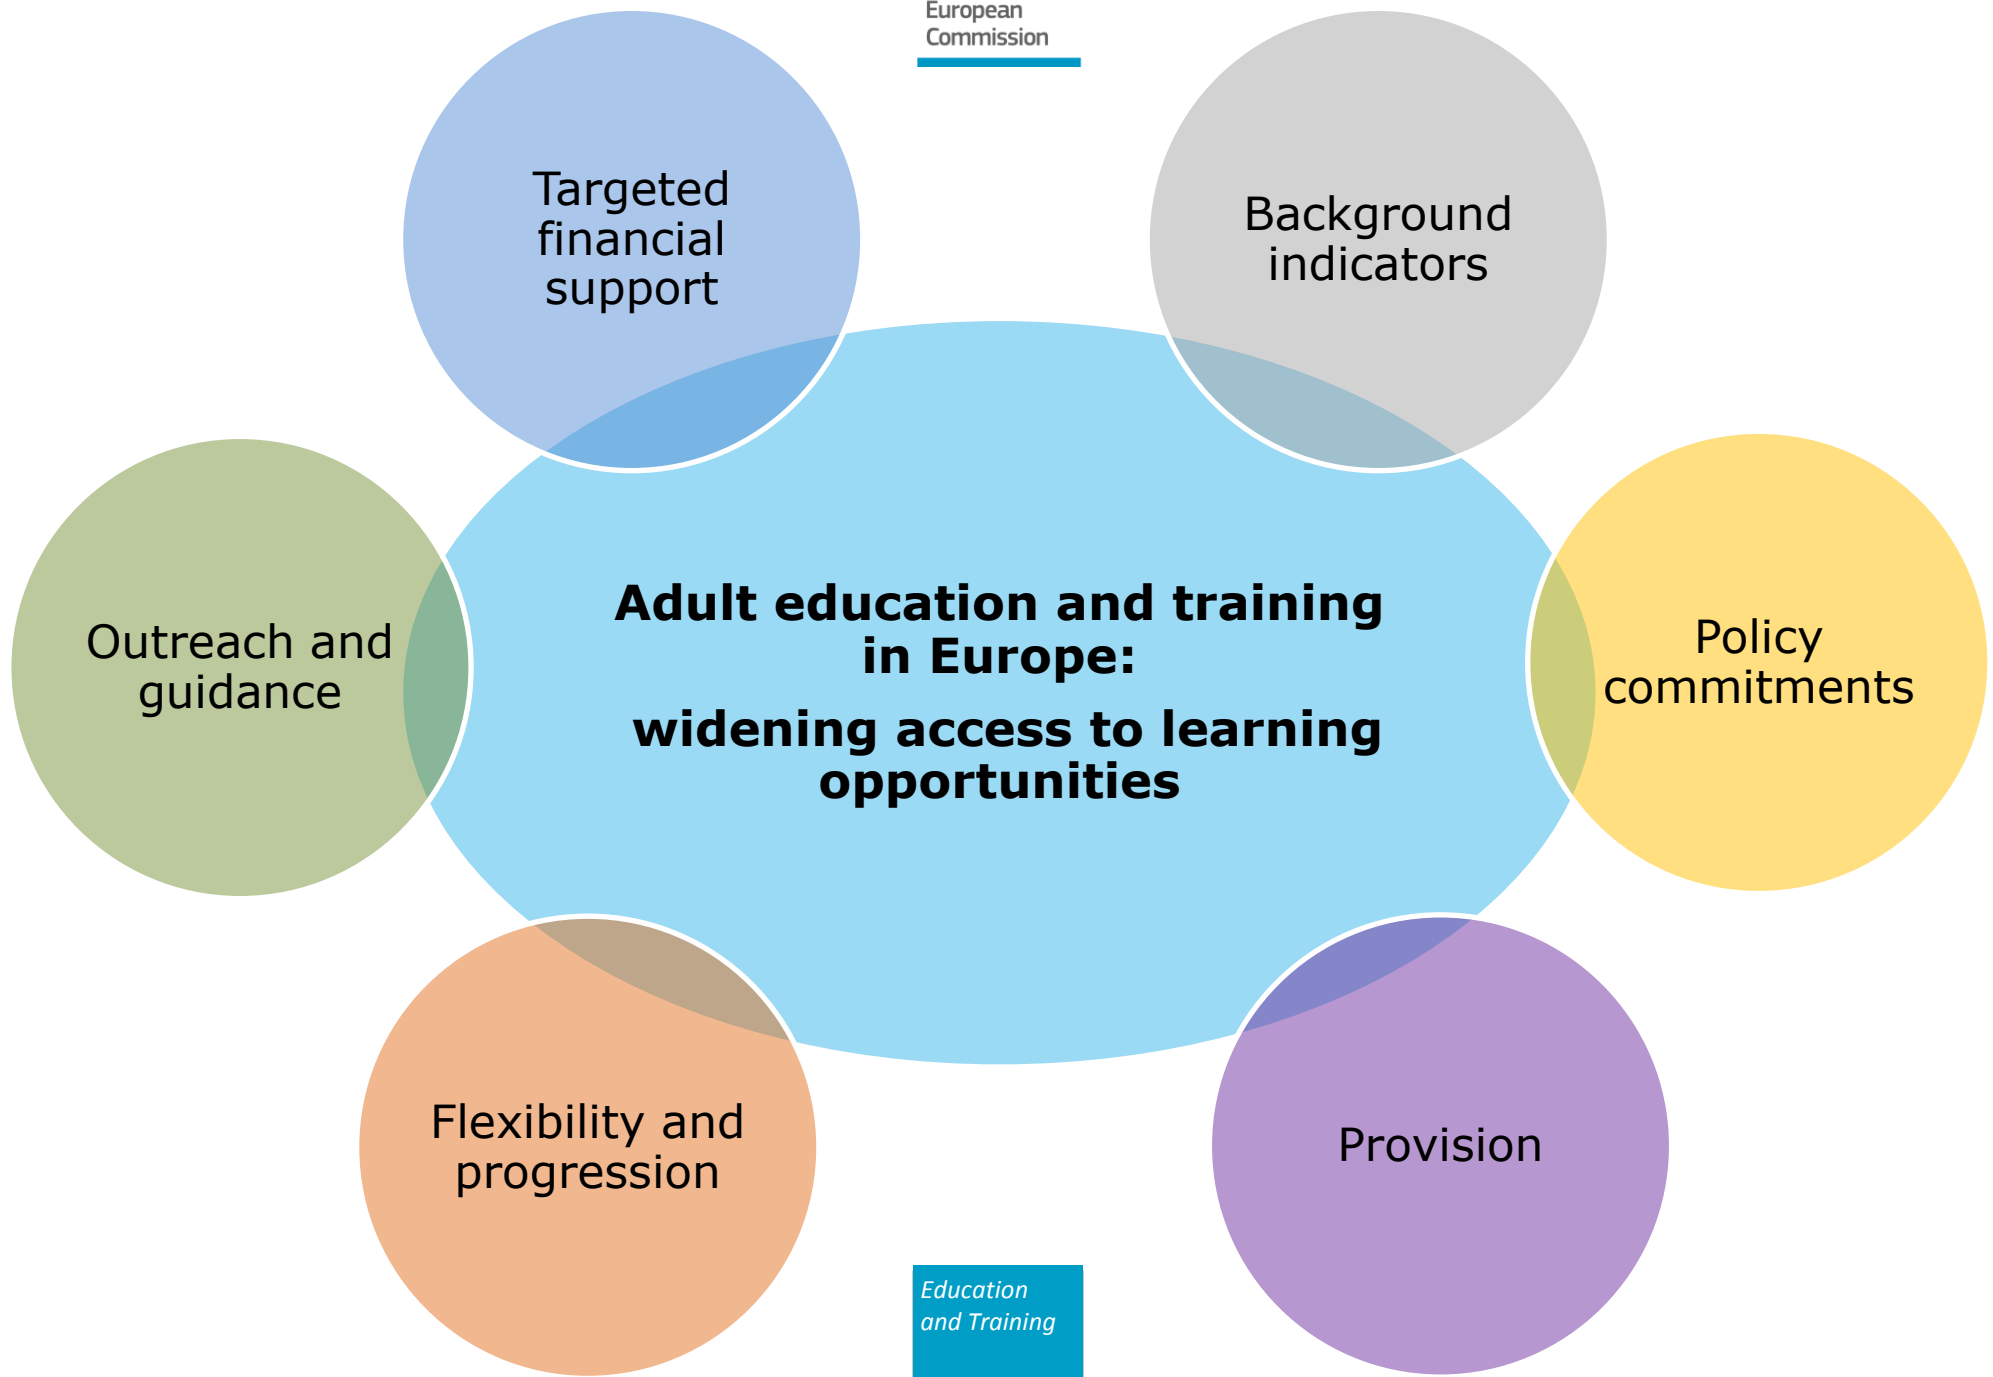 European
Commission
Targeted
financial
support
Background
indicators
Outreach and
guidance
Adult education and training
in Europe:
widening access to learning
opportunities
Policy
commitments
Flexibility and
progression
Provision
Education
and Training